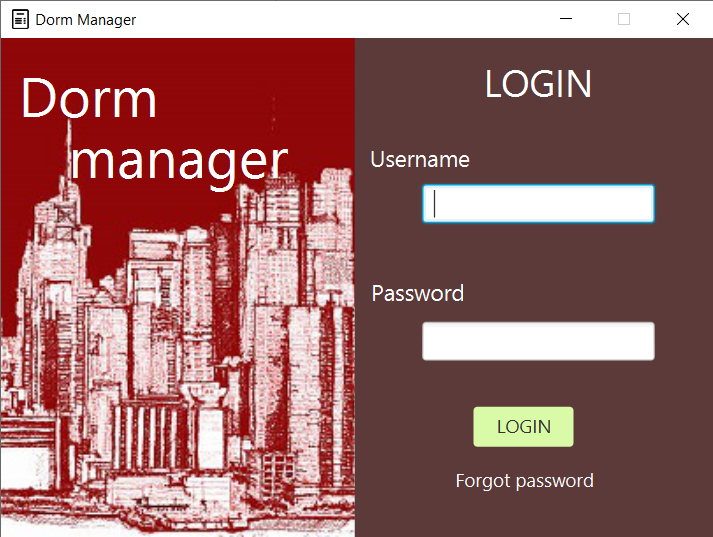 Dorm Manager
Dorm
manager
LOGIN
Username
Password
LOGIN
Forgot password